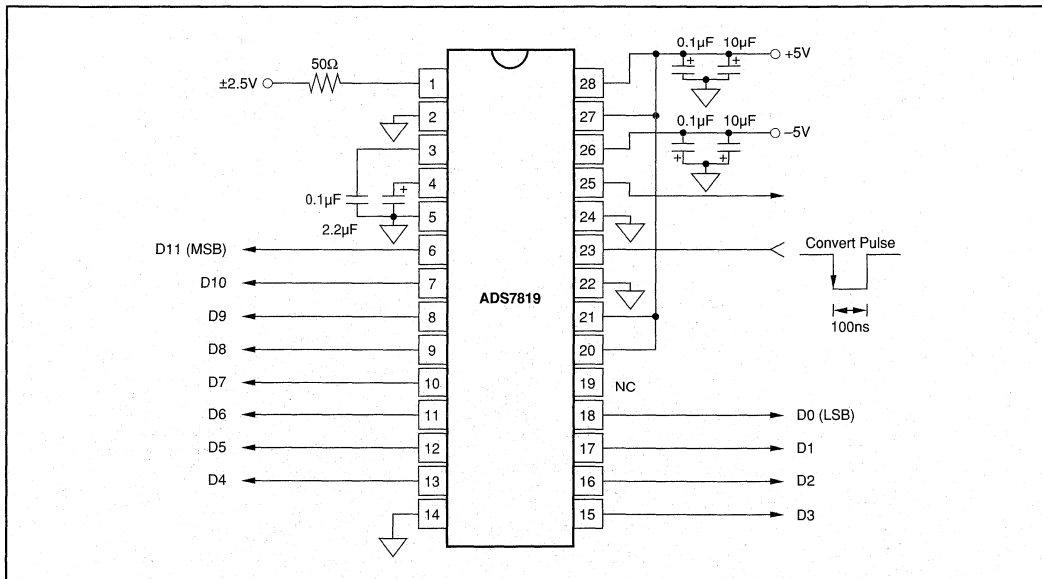 0.1µF 10µF
+5V
50Ω
±2.5V
1
28
2
27
0.1µF 10µF
–5V
3
26
4
25
0.1µF
2.2µF
5
24
D11 (MSB)
6
23
Convert Pulse
D10
7
22
ADS7819
100ns
D9
8
21
D8
9
20
D7
10
19
NC
D6
11
18
D0 (LSB)
D5
12
17
D1
D4
13
16
D2
14
15
D3
+
+
+
+
+